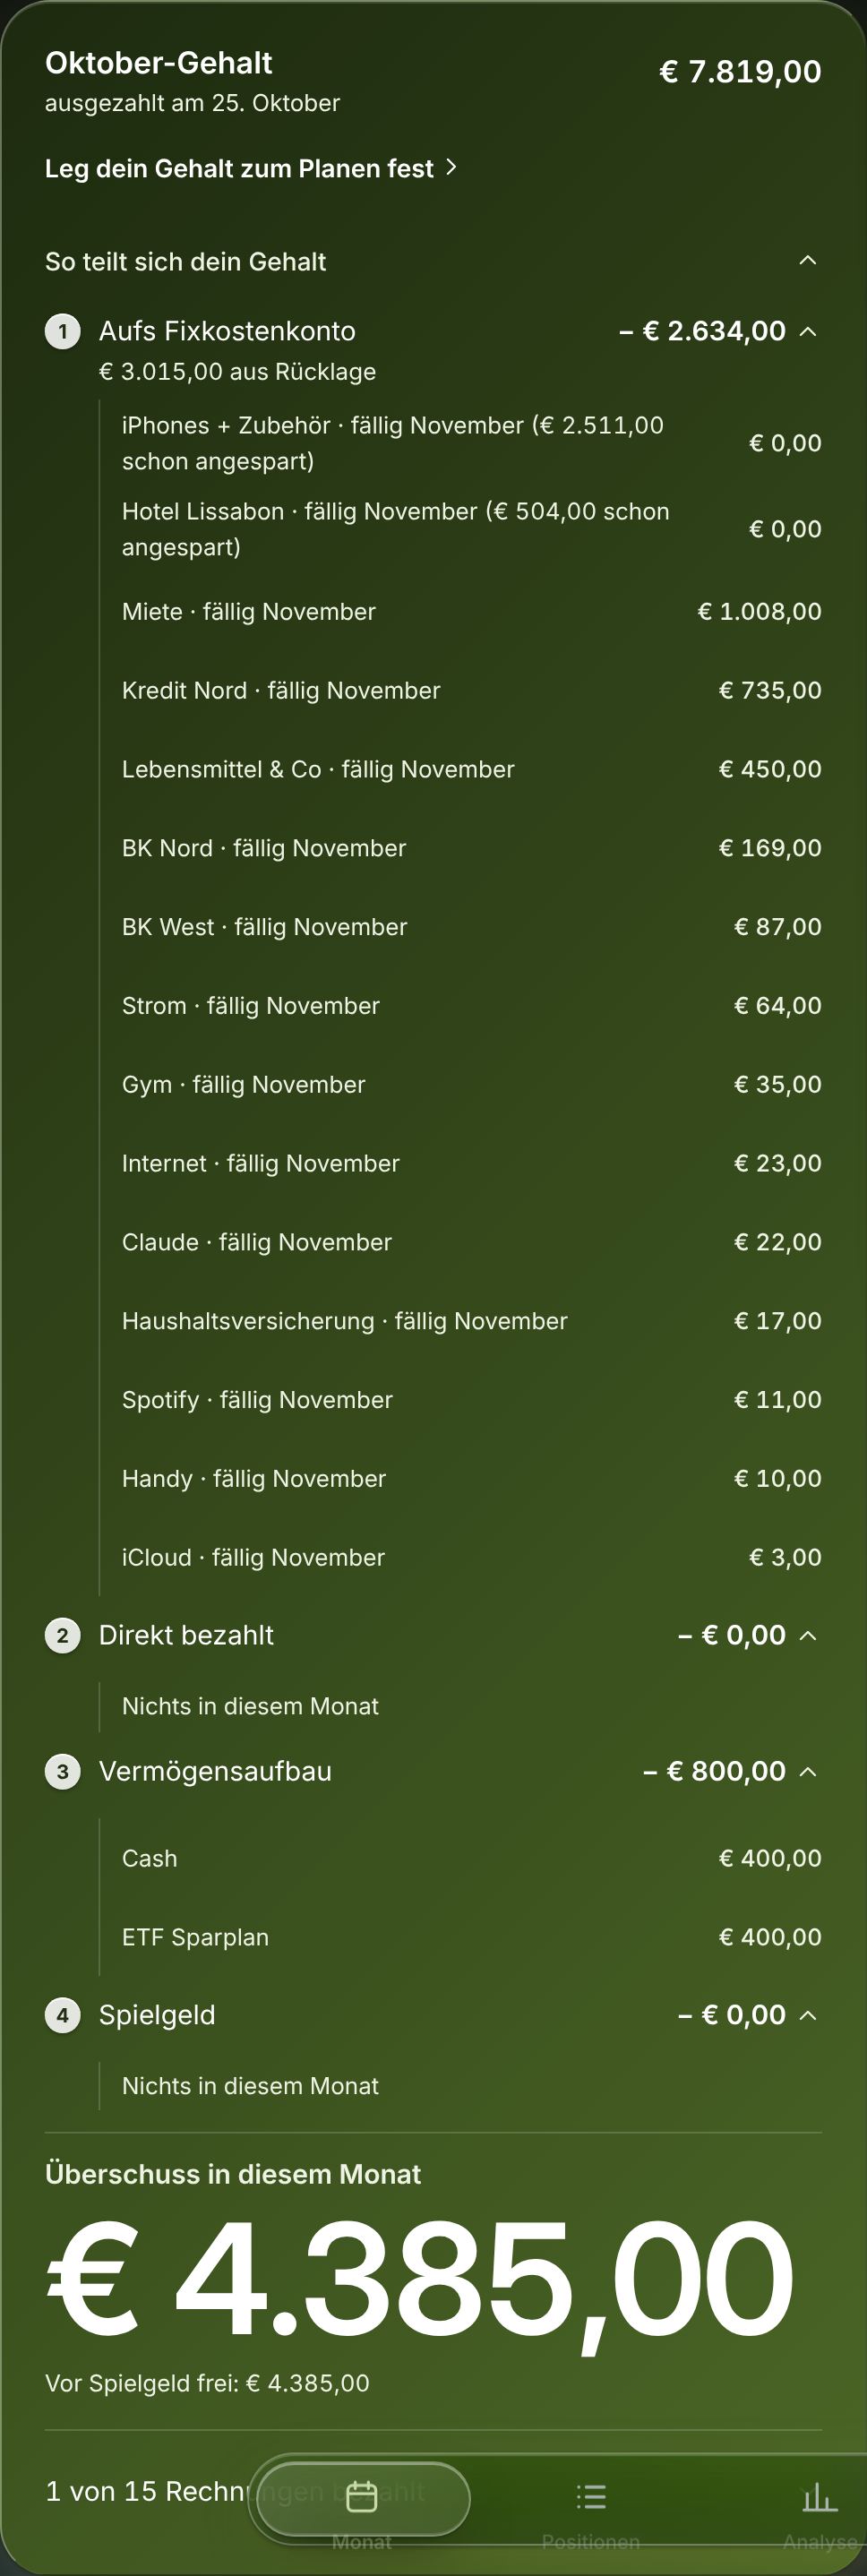 Oktober-Gehalt
€ 7.819,00
ausgezahlt am 25. Oktober
Leg dein Gehalt zum Planen fest
So teilt sich dein Gehalt
1 Aufs Fixkostenkonto – € 2.634,00
€ 3.015,00 aus Rücklage
iPhones + Zubehör · fällig November (€ 2.511,00
schon angespart)
€ 0,00
Hotel Lissabon · fällig November (€ 504,00 schon
angespart)
€ 0,00
Miete · fällig November € 1.008,00
Kredit Nord · fällig November € 735,00
Lebensmittel & Co · fällig November € 450,00
BK Nord · fällig November € 169,00
BK West · fällig November € 87,00
Strom · fällig November € 64,00
Gym · fällig November € 35,00
Internet · fällig November € 23,00
Claude · fällig November € 22,00
Haushaltsversicherung · fällig November € 17,00
Spotify · fällig November € 11,00
Handy · fällig November € 10,00
iCloud · fällig November € 3,00
2 Direkt bezahlt – € 0,00
Nichts in diesem Monat
3 Vermögensaufbau – € 800,00
Cash € 400,00
ETF Sparplan € 400,00
4 Spielgeld – € 0,00
Nichts in diesem Monat
Überschuss in diesem Monat
€ 4.385,00
Vor Spielgeld frei: € 4.385,00
1 von 15 Rechnungen bezahlt
Monat Positionen Analyse